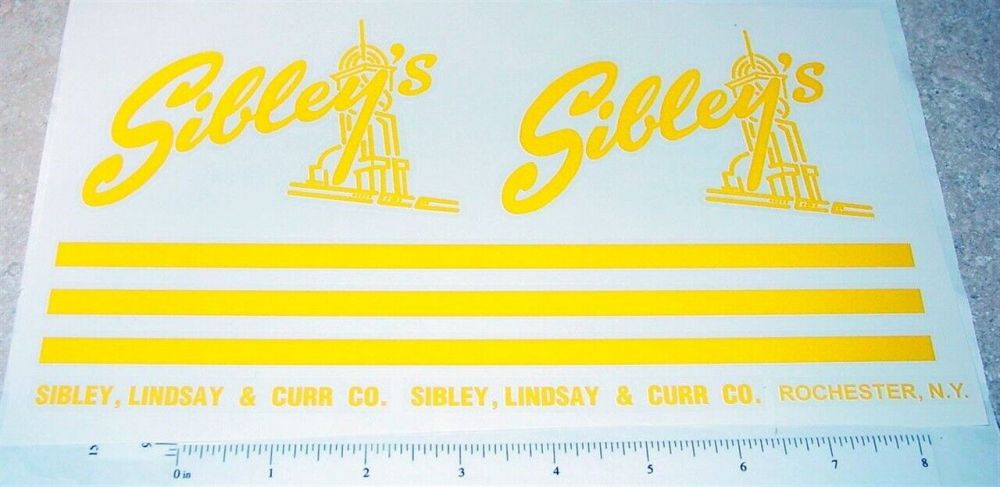 Sibley's Sibley's
SIBLEY, LINDSAY & CURR CO. SIBLEY, LINDSAY & CURR CO. ROCHESTER, N.Y.
0 in 1 2 3 4 5 6 7 8